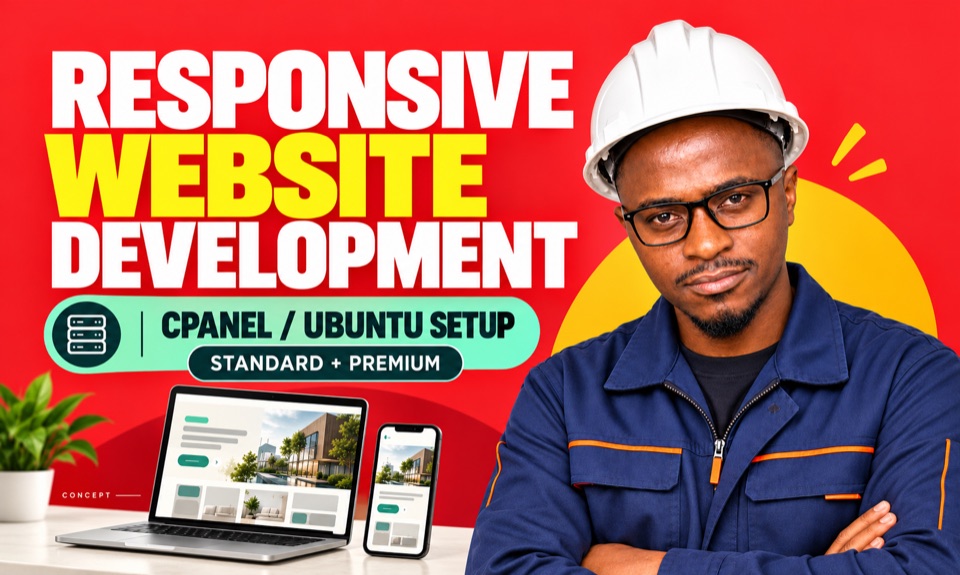 RESPONSIVE
WEBSITE
DEVELOPMENT
CPANEL / UBUNTU SETUP
STANDARD + PREMIUM
CONCEPT